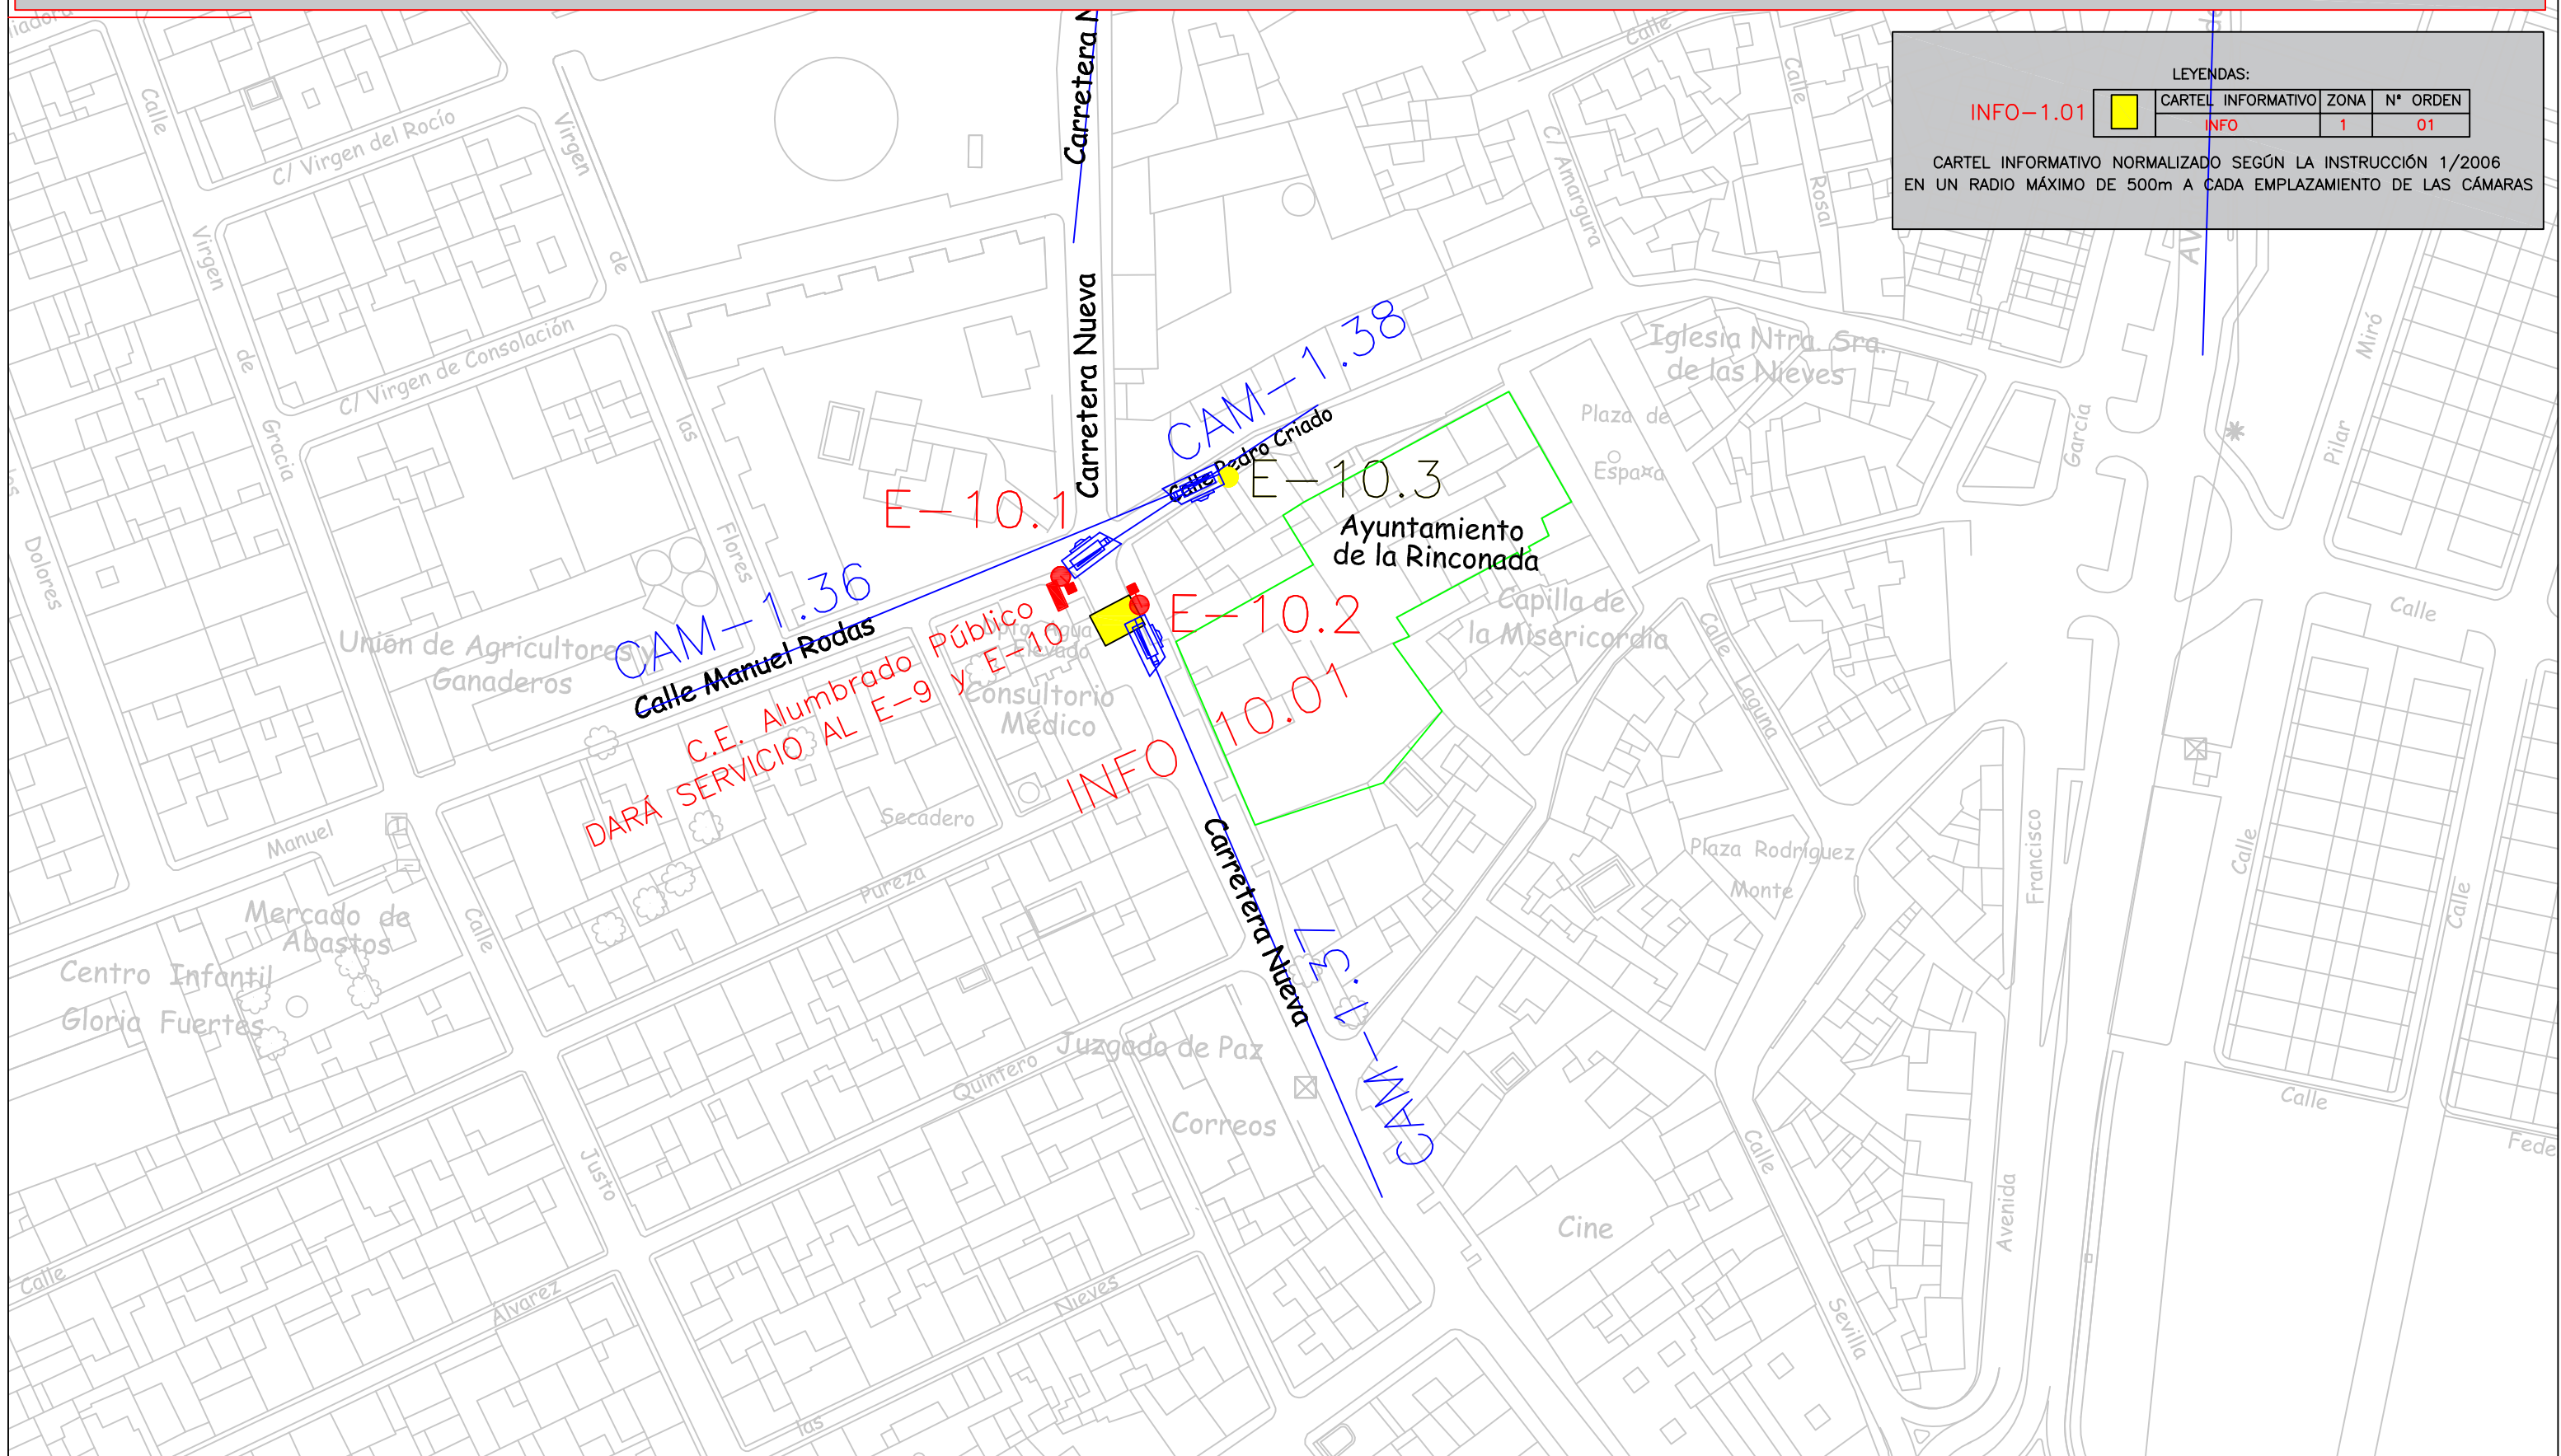 Carretera N
Calle
LEYENDAS:
INFO-1.01
CARTEL INFORMATIVO ZONA Nº ORDEN
INFO 1 01
CARTEL INFORMATIVO NORMALIZADO SEGÚN LA INSTRUCCIÓN 1/2006
EN UN RADIO MÁXIMO DE 500m A CADA EMPLAZAMIENTO DE LAS CÁMARAS
Calle
Virgen
de
Gracia
C/ Virgen del Rocío
Virgen
de
las
Flores
C/ Virgen de Consolación
Carretera Nueva
C/ Amargura
Calle
Rosal
AV
de
CAM-1.38
Calle Pedro Criado
Iglesia Ntra. Sra.
de las Nieves
Plaza de
Espa¤a
García
Miró
Pilar
E-10.1
E-10.3
Ayuntamiento
de la Rinconada
Dolores
CAM-1.36
Calle Manuel Rodas
Unión de Agricultores y
Ganaderos
E-10.2
Capilla de
la Misericordia
Calle
Laguna
Calle
C.E. Alumbrado Público
DARÁ SERVICIO AL E-9 y E-10
Agua
Elevado
Consultorio
Médico
INFO 10.01
Secadero
Manuel
Pureza
Carretera Nueva
Plaza Rodríguez
Monte
Francisco
Calle
Calle
Mercado de
Abastos
Calle
Centro Infantil
Gloria Fuertes
CAM-1.37
Juzgado de Paz
Quintero
Correos
Calle
Fede
Calle
Justo
Avenida
Cine
Calle
Alvarez
Nieves
las
Sevilla